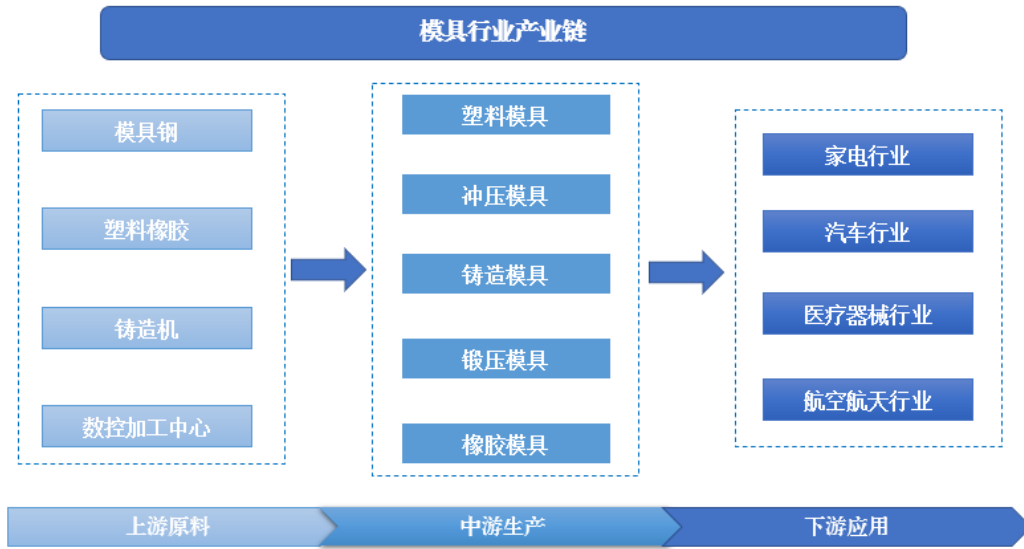 模具行业产业链
模具钢
塑料橡胶
铸造机
数控加工中心
塑料模具
冲压模具
铸造模具
锻压模具
橡胶模具
家电行业
汽车行业
医疗器械行业
航空航天行业
上游原料
中游生产
下游应用